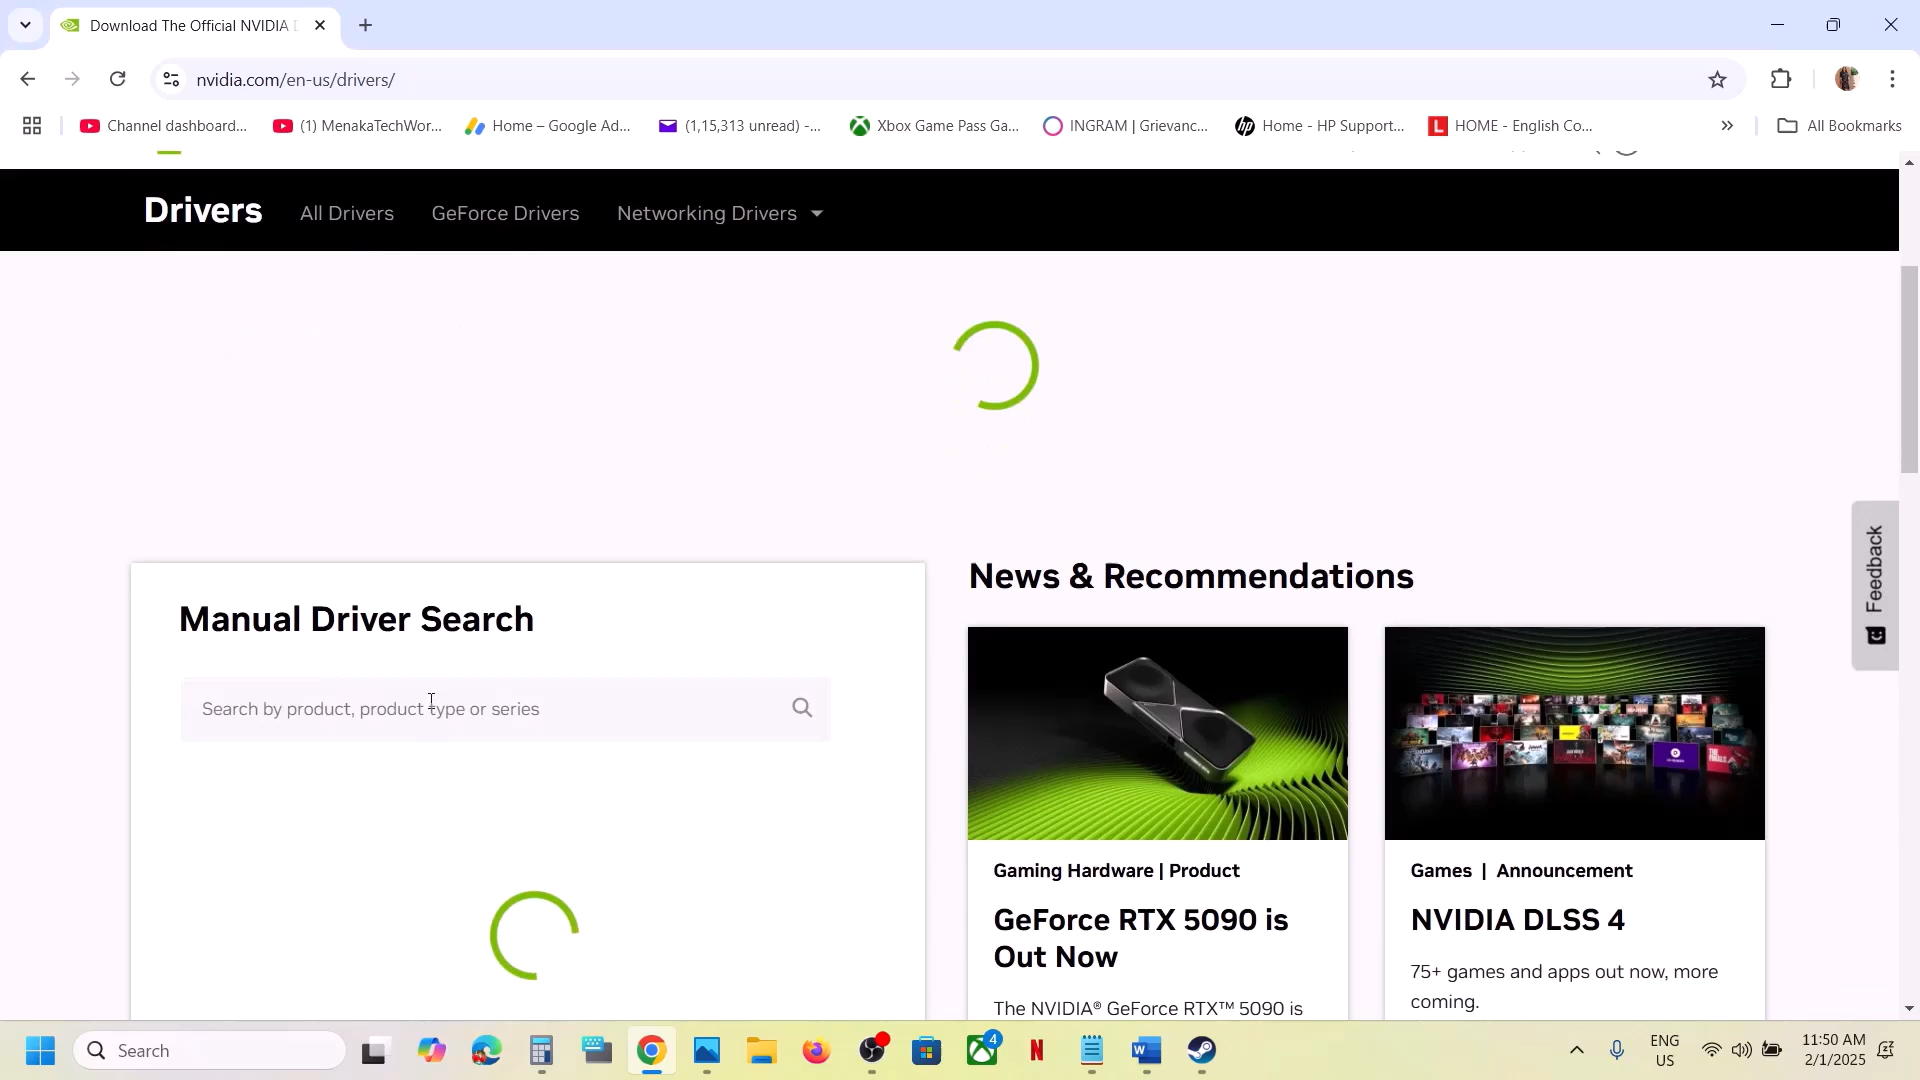 Download The Official NVIDIA
nvidia.com/en-us/drivers/
Channel dashboard...
(1) MenakaTechWor...
Home – Google Ad...
(1,15,313 unread) -...
Xbox Game Pass Ga...
INGRAM | Grievanc...
Home - HP Support...
HOME - English Co...
»
All Bookmarks
Drivers
All Drivers
GeForce Drivers
Networking Drivers
Feedback
Manual Driver Search
Search by product, product type or series
News & Recommendations
Gaming Hardware | Product
GeForce RTX 5090 is
Out Now
The NVIDIA® GeForce RTX™ 5090 is
Games | Announcement
NVIDIA DLSS 4
75+ games and apps out now, more
coming.
Search
4
ENG
US
11:50 AM
2/1/2025